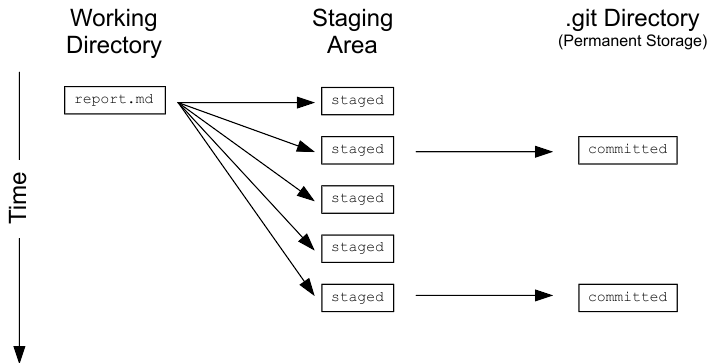 Working
Directory
Staging
Area
.git Directory
(Permanent Storage)
report.md
staged
staged
committed
staged
staged
staged
committed
Time